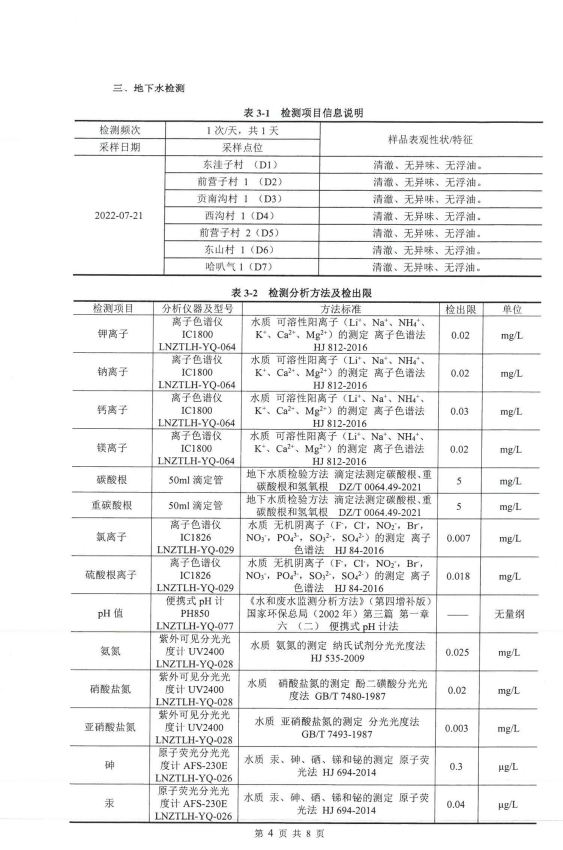 三、地下水检测
表 3-1 检测项目信息说明
检测频次 1 次/天，共 1 天 样品表观性状/特征
采样日期 采样点位
2022-07-21
东洼子村 （D1） 清澈、无异味、无浮油。
前营子村 1 （D2） 清澈、无异味、无浮油。
贡南沟村 1 （D3） 清澈、无异味、无浮油。
西沟村 1（D4） 清澈、无异味、无浮油。
前营子村 2（D5） 清澈、无异味、无浮油。
东山村 1（D6） 清澈、无异味、无浮油。
哈叭气 1（D7） 清澈、无异味、无浮油。
表 3-2 检测分析方法及检出限
检测项目 分析仪器及型号 方法标准 检出限 单位
钾离子 离子色谱仪 水质 可溶性阳离子（Li⁺、Na⁺、NH₄⁺、
IC1800 K⁺、Ca²⁺、Mg²⁺）的测定 离子色谱法 0.02 mg/L
LNZTLH-YQ-064 HJ 812-2016
钠离子 离子色谱仪 水质 可溶性阳离子（Li⁺、Na⁺、NH₄⁺、
IC1800 K⁺、Ca²⁺、Mg²⁺）的测定 离子色谱法 0.02 mg/L
LNZTLH-YQ-064 HJ 812-2016
钙离子 离子色谱仪 水质 可溶性阳离子（Li⁺、Na⁺、NH₄⁺、
IC1800 K⁺、Ca²⁺、Mg²⁺）的测定 离子色谱法 0.03 mg/L
LNZTLH-YQ-064 HJ 812-2016
镁离子 离子色谱仪 水质 可溶性阳离子（Li⁺、Na⁺、NH₄⁺、
IC1800 K⁺、Ca²⁺、Mg²⁺）的测定 离子色谱法 0.02 mg/L
LNZTLH-YQ-064 HJ 812-2016
碳酸根 50ml 滴定管 地下水质检验方法 滴定法测定碳酸根、重 5 mg/L
碳酸根和氢氧根 DZ/T 0064.49-2021
重碳酸根 50ml 滴定管 地下水质检验方法 滴定法测定碳酸根、重 5 mg/L
碳酸根和氢氧根 DZ/T 0064.49-2021
氯离子 离子色谱仪 水质 无机阴离子（F⁻，Cl⁻，NO₂⁻，Br⁻，
IC1826 NO₃⁻，PO₄³⁻，SO₃²⁻，SO₄²⁻）的测定 离子 0.007 mg/L
LNZTLH-YQ-029 色谱法 HJ 84-2016
硫酸根离子 离子色谱仪 水质 无机阴离子（F⁻，Cl⁻，NO₂⁻，Br⁻，
IC1826 NO₃⁻，PO₄³⁻，SO₃²⁻，SO₄²⁻）的测定 离子 0.018 mg/L
LNZTLH-YQ-029 色谱法 HJ 84-2016
pH 值 便携式 pH 计 《水和废水监测分析方法》（第四增补版）
PH850 国家环保总局（2002 年）第三篇 第一章 —— 无量纲
LNZTLH-YQ-077 六 （二） 便携式 pH 计法
氨氮 紫外可见分光光 水质 氨氮的测定 纳氏试剂分光光度法
度计 UV2400 HJ 535-2009 0.025 mg/L
LNZTLH-YQ-028
硝酸盐氮 紫外可见分光光 水质 硝酸盐氮的测定 酚二磺酸分光光
度计 UV2400 度法 GB/T 7480-1987 0.02 mg/L
LNZTLH-YQ-028
亚硝酸盐氮 紫外可见分光光 水质 亚硝酸盐氮的测定 分光光度法
度计 UV2400 GB/T 7493-1987 0.003 mg/L
LNZTLH-YQ-028
砷 原子荧光分光光 水质 汞、砷、硒、锑和铋的测定 原子荧
度计 AFS-230E 光法 HJ 694-2014 0.3 μg/L
LNZTLH-YQ-026
汞 原子荧光分光光 水质 汞、砷、硒、锑和铋的测定 原子荧
度计 AFS-230E 光法 HJ 694-2014 0.04 μg/L
LNZTLH-YQ-026
第 4 页 共 8 页